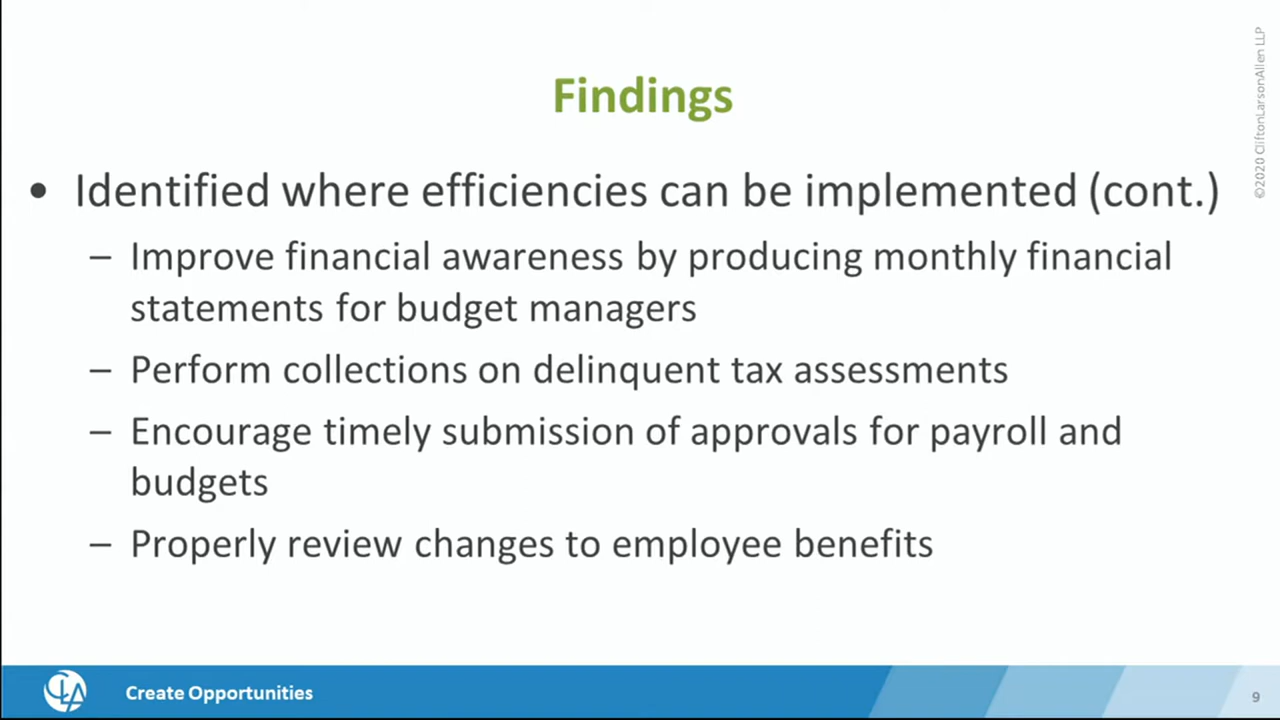 Findings
• Identified where efficiencies can be implemented (cont.)
– Improve financial awareness by producing monthly financial
statements for budget managers
– Perform collections on delinquent tax assessments
– Encourage timely submission of approvals for payroll and
budgets
– Properly review changes to employee benefits
©2020 CliftonLarsonAllen LLP
CLA
Create Opportunities
9